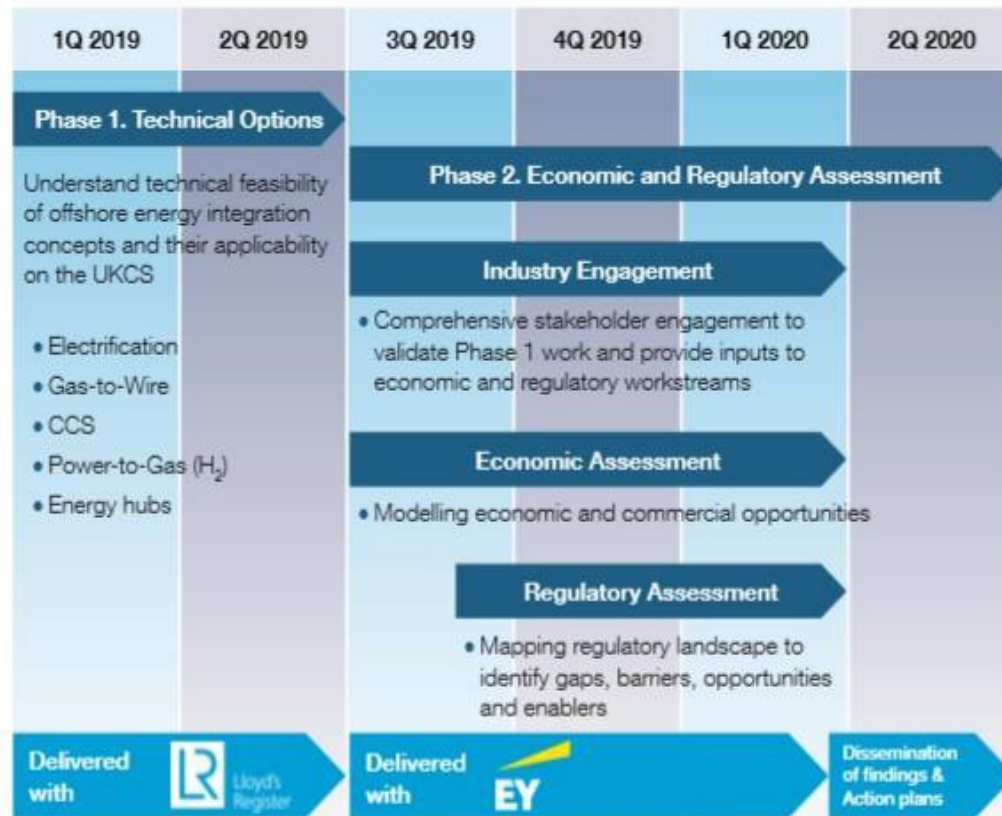 1Q 2019
2Q 2019
3Q 2019
4Q 2019
1Q 2020
2Q 2020
Phase 1. Technical Options
Understand technical feasibility
of offshore energy integration
concepts and their applicability
on the UKCS
• Electrification
• Gas-to-Wire
• CCS
• Power-to-Gas (H₂)
• Energy hubs
Phase 2. Economic and Regulatory Assessment
Industry Engagement
• Comprehensive stakeholder engagement to
validate Phase 1 work and provide inputs to
economic and regulatory workstreams
Economic Assessment
• Modelling economic and commercial opportunities
Regulatory Assessment
• Mapping regulatory landscape to
identify gaps, barriers, opportunities
and enablers
Delivered
with
LR
Lloyd's
Register
Delivered
with
EY
Dissemination
of findings &
Action plans